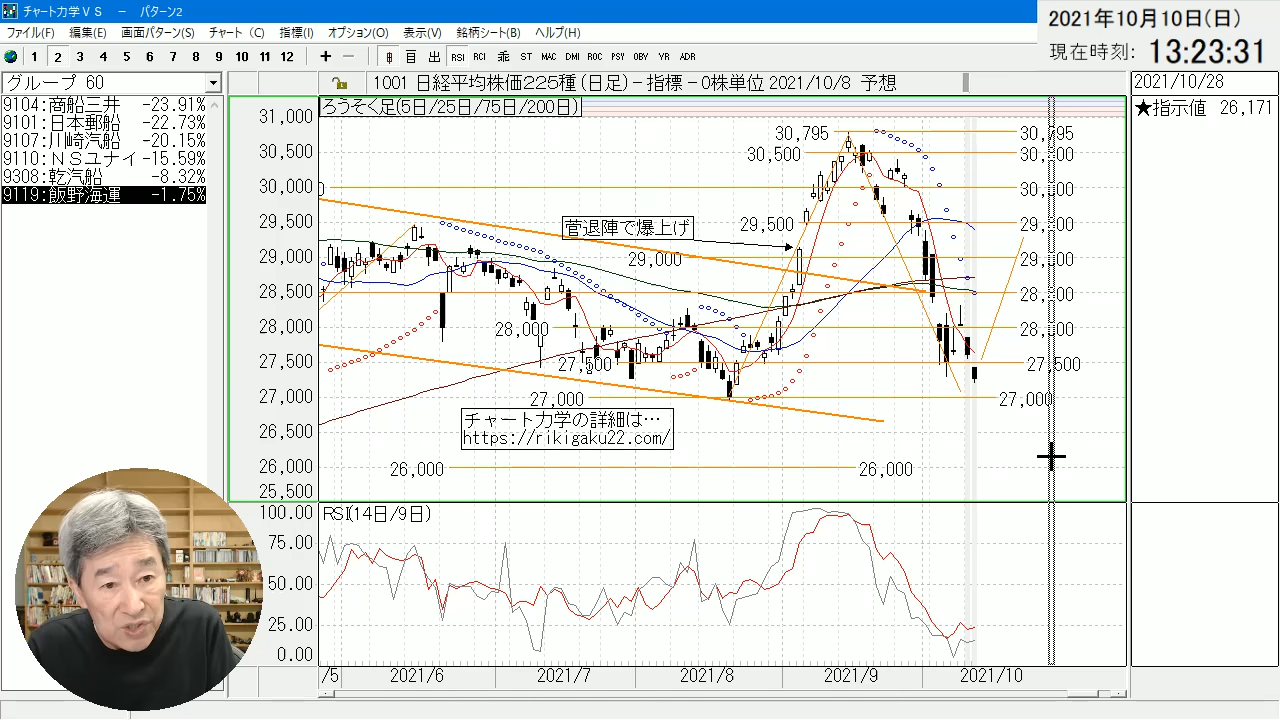 チャート力学VS － パターン2
2021年10月10日(日)
現在時刻: 13:23:31
ファイル(F) 編集(E) 画面パターン(S) チャート (C) 指標(I) オプション(O) 表示(V) 銘柄シート(B) ヘルプ(H)
1 2 3 4 5 6 7 8 9 10 11 12 + － 日 出 RSI RCI 乖 ST MAC DMI ROC PSY OBV VR ADR
グループ 60
1001 日経平均株価225種 (日足) - 指標 - 0株単位 2021/10/8 予想
2021/10/28
9104:商船三井 -23.91%
9101:日本郵船 -22.73%
9107:川崎汽船 -20.15%
9110:NSユナイ -15.59%
9308:乾汽船 -8.32%
9119:飯野海運 -1.75%
★指示値 26,171
ろうそく足(5日/25日/75日/200日)
31,000
30,500
30,000
29,500
29,000
28,500
28,000
27,500
27,000
26,500
26,000
25,500
30,795
30,500
29,500
29,000
28,000
27,500
27,000
26,000
菅退陣で爆上げ
チャート力学の詳細は…
https://rikigaku22.com/
30,795
30,500
30,000
29,500
29,000
28,500
28,000
27,500
27,000
26,000
RSI(14日/9日)
100.00
75.00
50.00
25.00
0.00
/5 2021/6 2021/7 2021/8 2021/9 2021/10